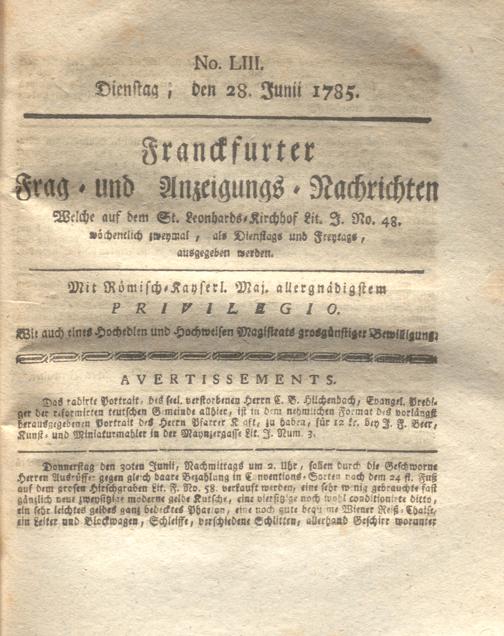 No. LIII.
Dienstag, den 28. Junii 1785.
Franckfurter
Frag- und Anzeigungs-Nachrichten
Welche auf dem St. Leonhards-Kirchhof Lit. J. No. 48.
wöchentlich zweymal, als Dienstags und Freytags,
ausgegeben werden.
Mit Römisch-Kayserl. Maj. allergnädigstem
PRIVILEGIO.
Wie auch eines Hochedlen und Hochweisen Magistrats grosgünstiger Bewilligung.
AVERTISSEMENTS.
Das radirte Portrait, des seel. verstorbenen Herrn C. B. Hilchenbach, Evangel. Predi-
ger der reformirten teutschen Gemeinde allhier, ist in dem nehmlichen Format des vorlängst
herausgegebenen Portrait des Herrn Pfarrer Kraft, zu haben, für 12 kr. bey J. F. Beer,
Kunst- und Miniaturmahler in der Maynzergasse Lit. J. Num. 3.
Donnerstag den 30ten Junii, Nachmittags um 2. Uhr, sollen durch die Geschworne
Herren Ausrüffer gegen gleich baare Bezahlung in Conventions-Sorten nach dem 24 fl. Fuß
auf dem grosen Hirschgraben Lit. F. No. 58. verkauft werden, eine sehr wenig gebrauchte fast
gänzlich neue zweysitzige moderne gelde Kutsche, eine viersitzige noch wohl conditionirte ditto,
ein sehr leichtes geldes ganz bedecktes Phaeton, eine noch gute bequeme Wiener Reiß-Chaise,
ein Leiter und Blockwagen, Schleiffe, verschiedene Schlitten, allerhand Geschirr worunter